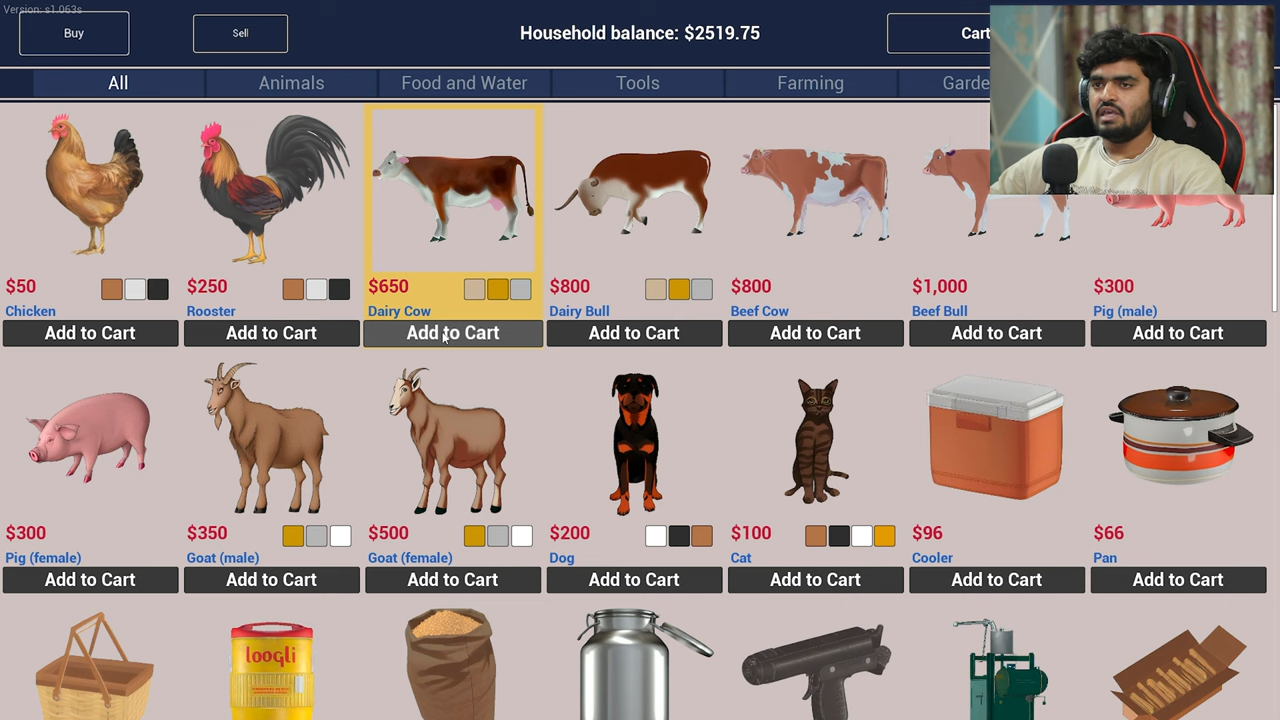 Version: s1.063s
Buy
Sell
Household balance: $2519.75
Cart
All
Animals
Food and Water
Tools
Farming
Garde
$50
Chicken
Add to Cart
$250
Rooster
Add to Cart
$650
Dairy Cow
Add to Cart
$800
Dairy Bull
Add to Cart
$800
Beef Cow
Add to Cart
$1,000
Beef Bull
Add to Cart
$300
Pig (male)
Add to Cart
$300
Pig (female)
Add to Cart
$350
Goat (male)
Add to Cart
$500
Goat (female)
Add to Cart
$200
Dog
Add to Cart
$100
Cat
Add to Cart
$96
Cooler
Add to Cart
$66
Pan
Add to Cart
loogli